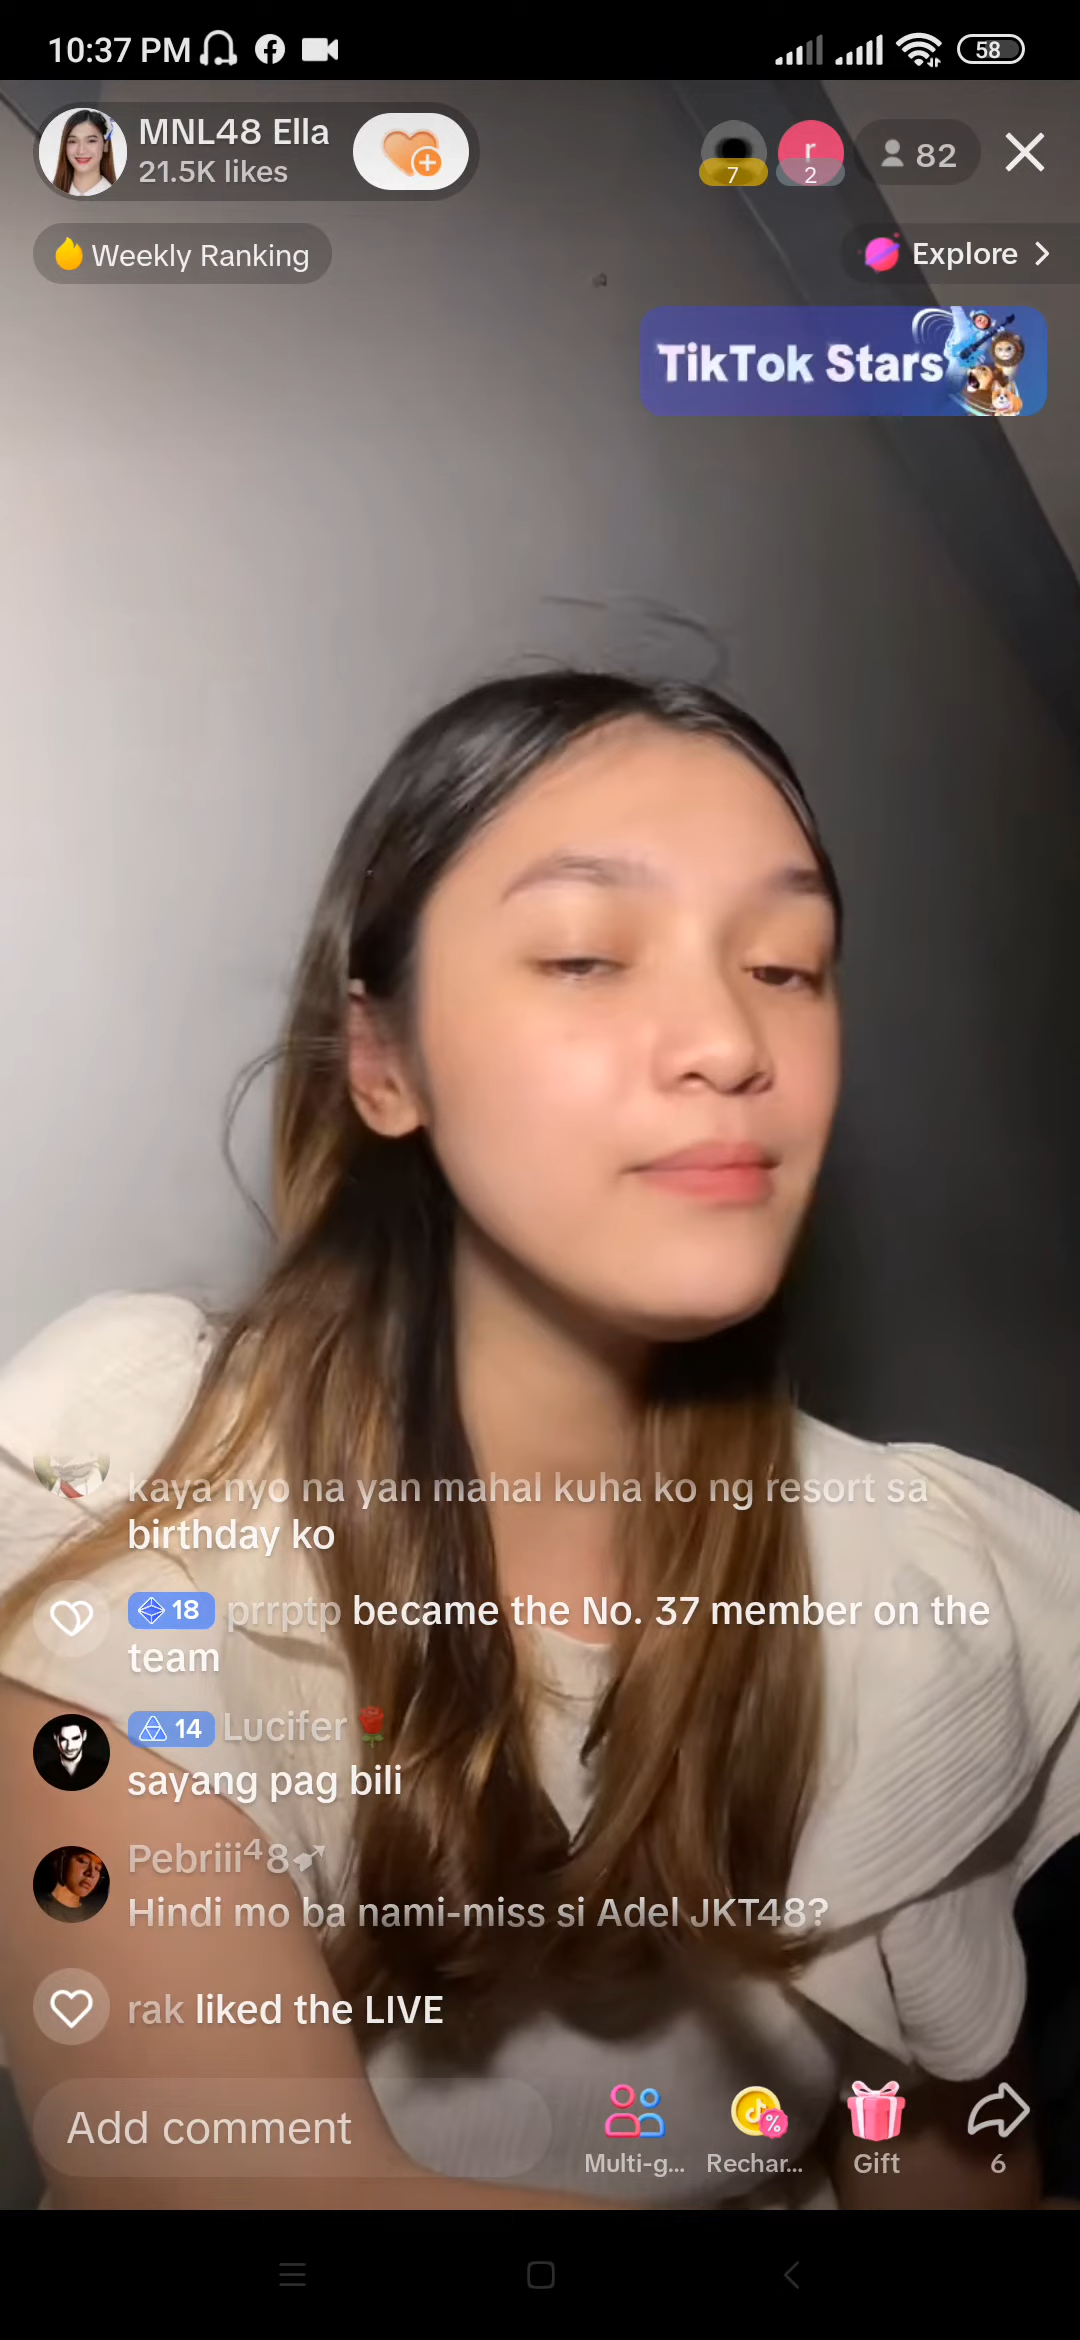 10:37 PM
58
MNL48 Ella
21.5K likes
7
r
2
82
Weekly Ranking
Explore
TikTok Stars
kaya nyo na yan mahal kuha ko ng resort sa
birthday ko
18 prrptp became the No. 37 member on the
team
14 Lucifer🌹
sayang pag bili
Pebriii⁴8➶
Hindi mo ba nami-miss si Adel JKT48?
rak liked the LIVE
Add comment
%
Multi-g...
Rechar...
Gift
6